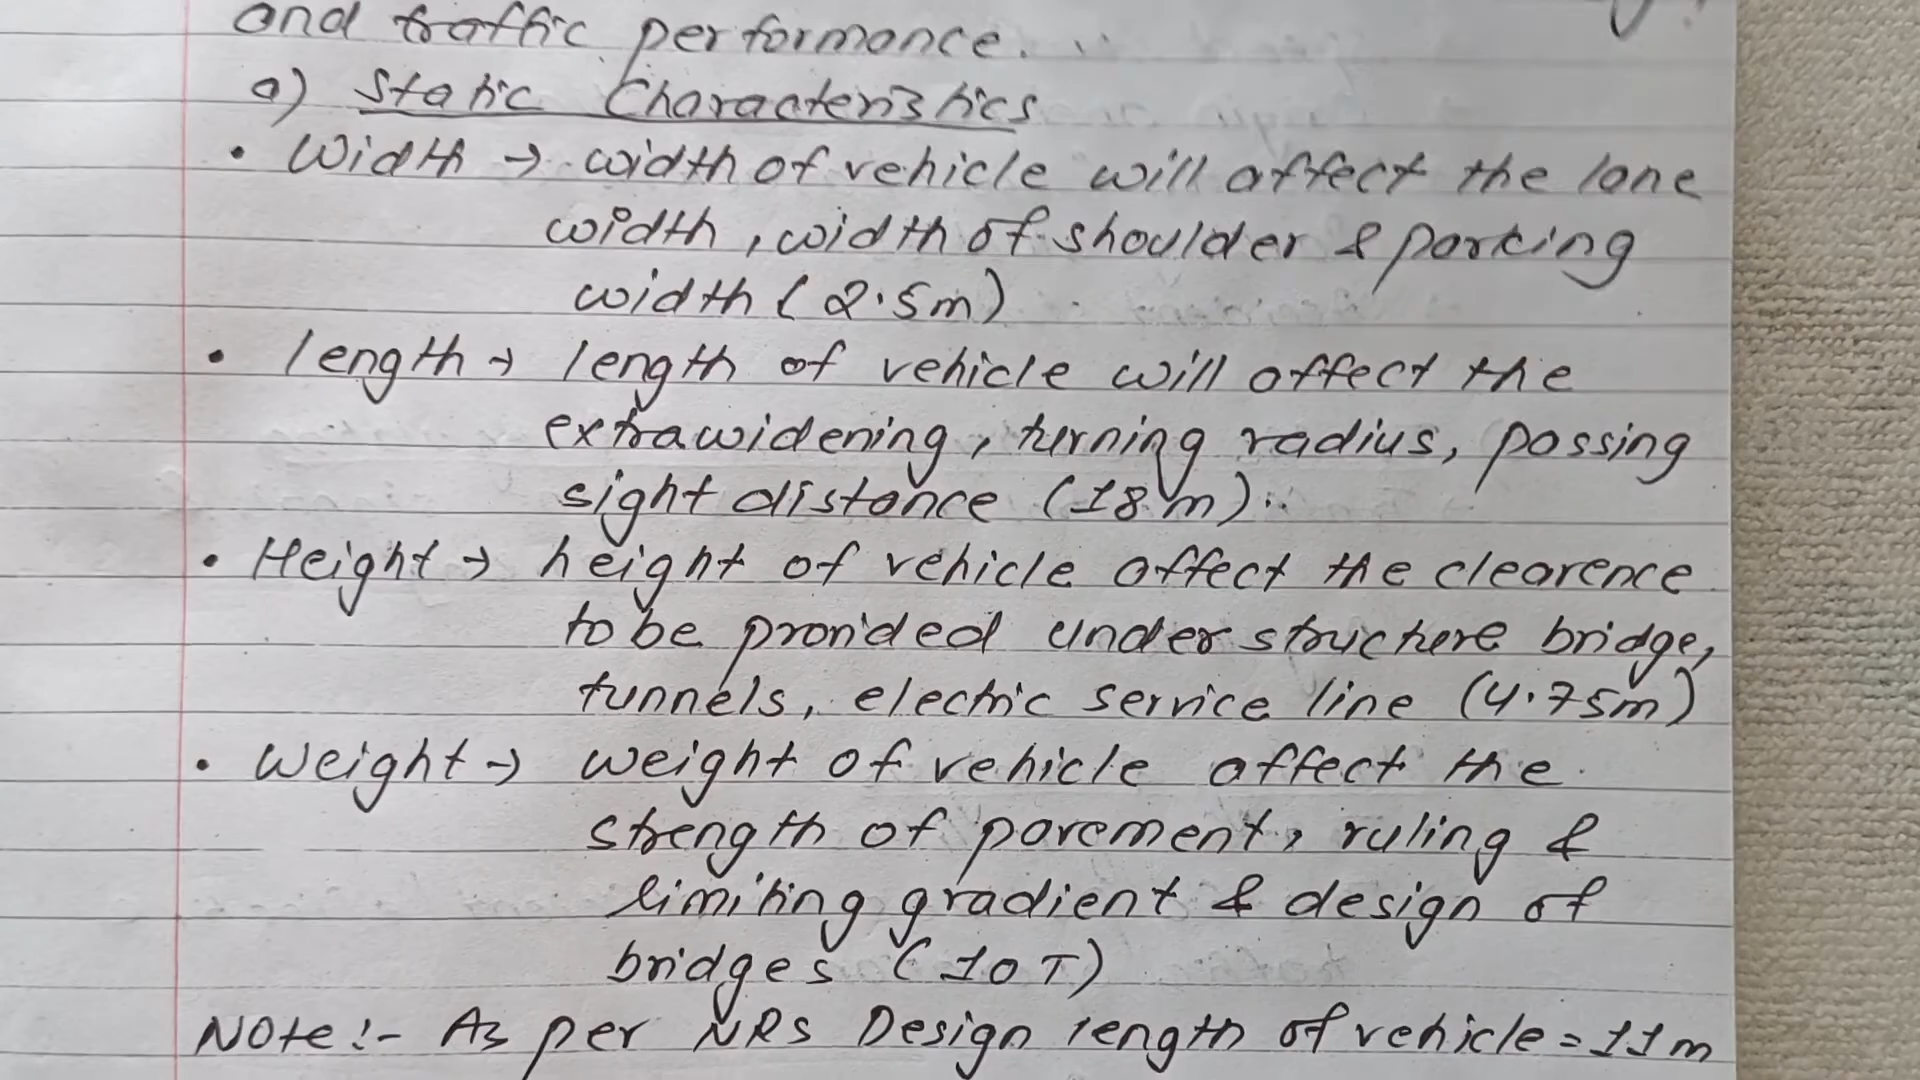 and traffic performance.
a) Static Characteristics
• Width → width of vehicle will affect the lane
width, width of shoulder & parking
width (2.5m)
• length → length of vehicle will affect the
extrawidening, turning radius, passing
sight distance (18m).
• Height → height of vehicle affect the clearence
to be provided under structure bridge,
tunnels, electric service line (4.75m)
• Weight → weight of vehicle affect the
strength of pavement, ruling &
limiting gradient & design of
bridges (10T)
Note:- As per NRS Design length of vehicle = 11m